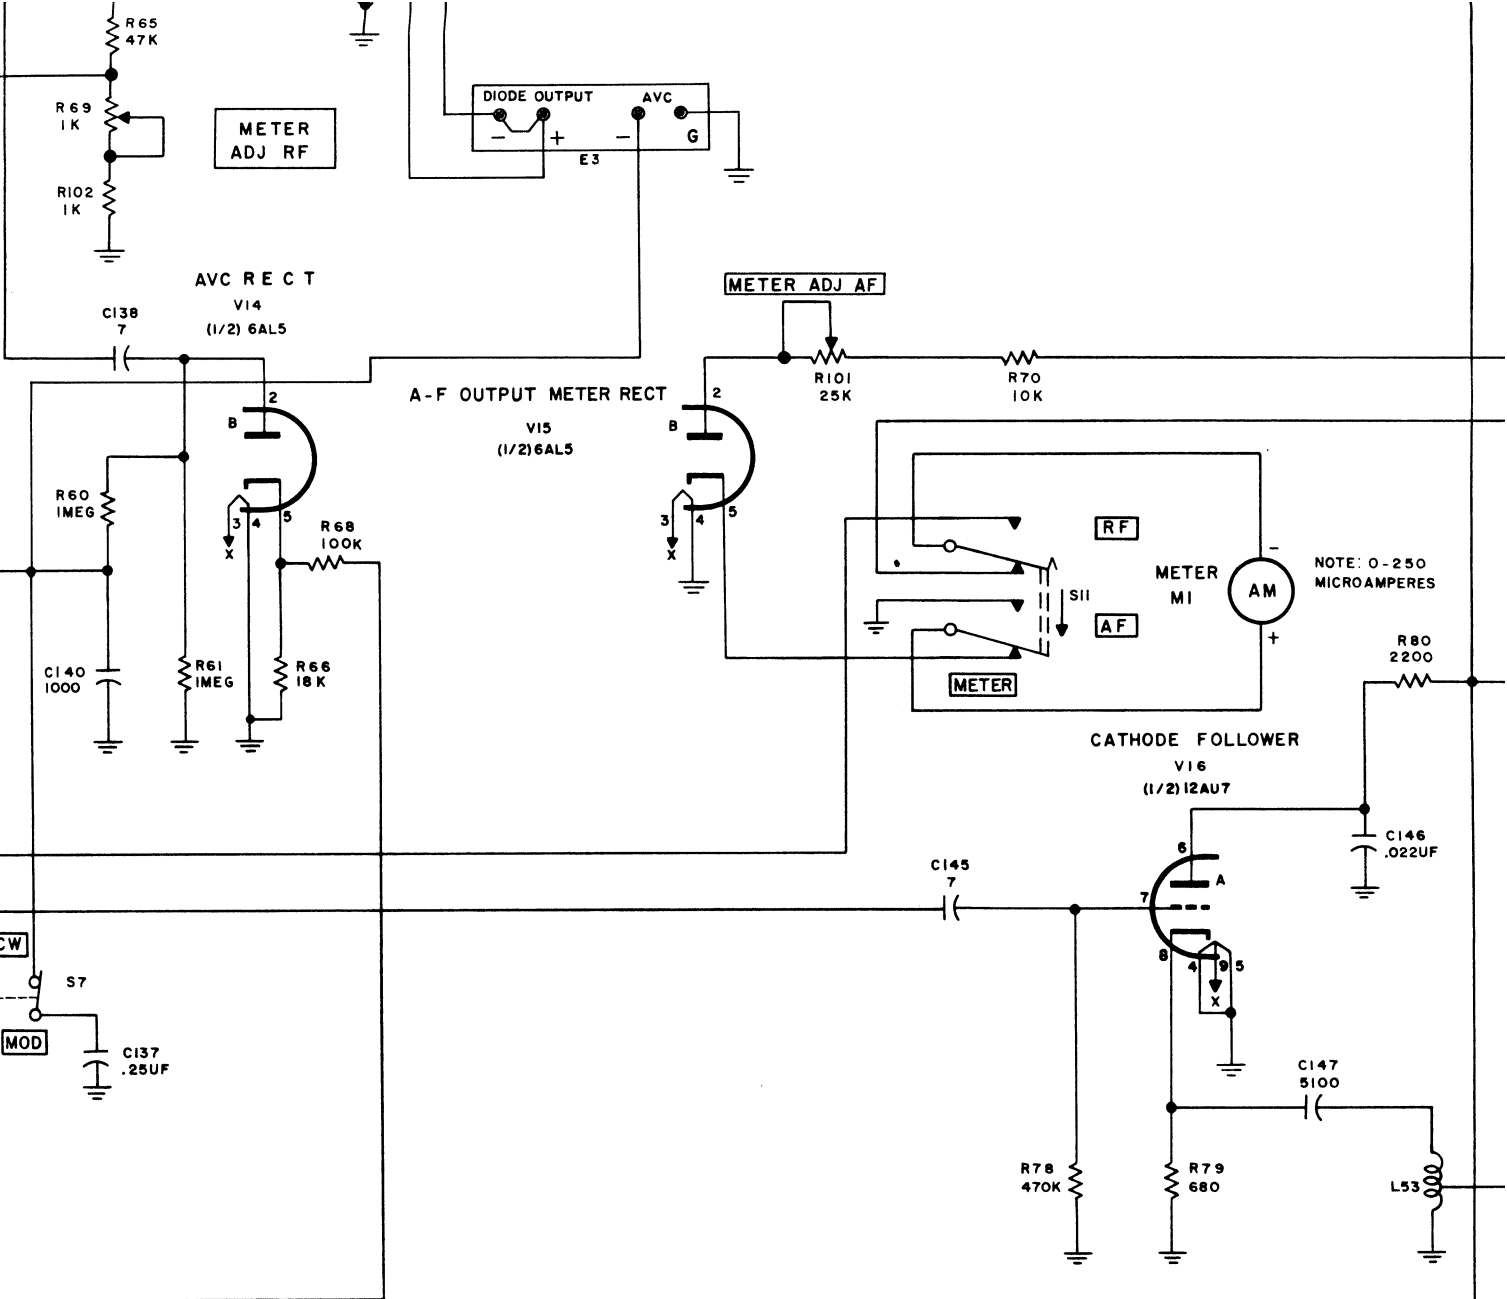 R65
47K
R69
1K
METER
ADJ RF
R102
1K
DIODE OUTPUT
AVC
− + − G
E3
AVC RECT
V14
(1/2) 6AL5
C138
7
METER ADJ AF
R101
25K
R70
10K
A-F OUTPUT METER RECT
V15
(1/2) 6AL5
2
B
3 4 5
X
2
B
3 4 5
X
R60
1MEG
R68
100K
RF
S11
AF
METER
METER
M1
AM
−
+
NOTE: 0-250
MICROAMPERES
C140
1000
R61
1MEG
R66
18K
R80
2200
CATHODE FOLLOWER
V16
(1/2) 12AU7
C146
.022UF
C145
7
6
A
7
8
4 9 5
X
CW
S7
MOD
C137
.25UF
C147
5100
R78
470K
R79
680
L53